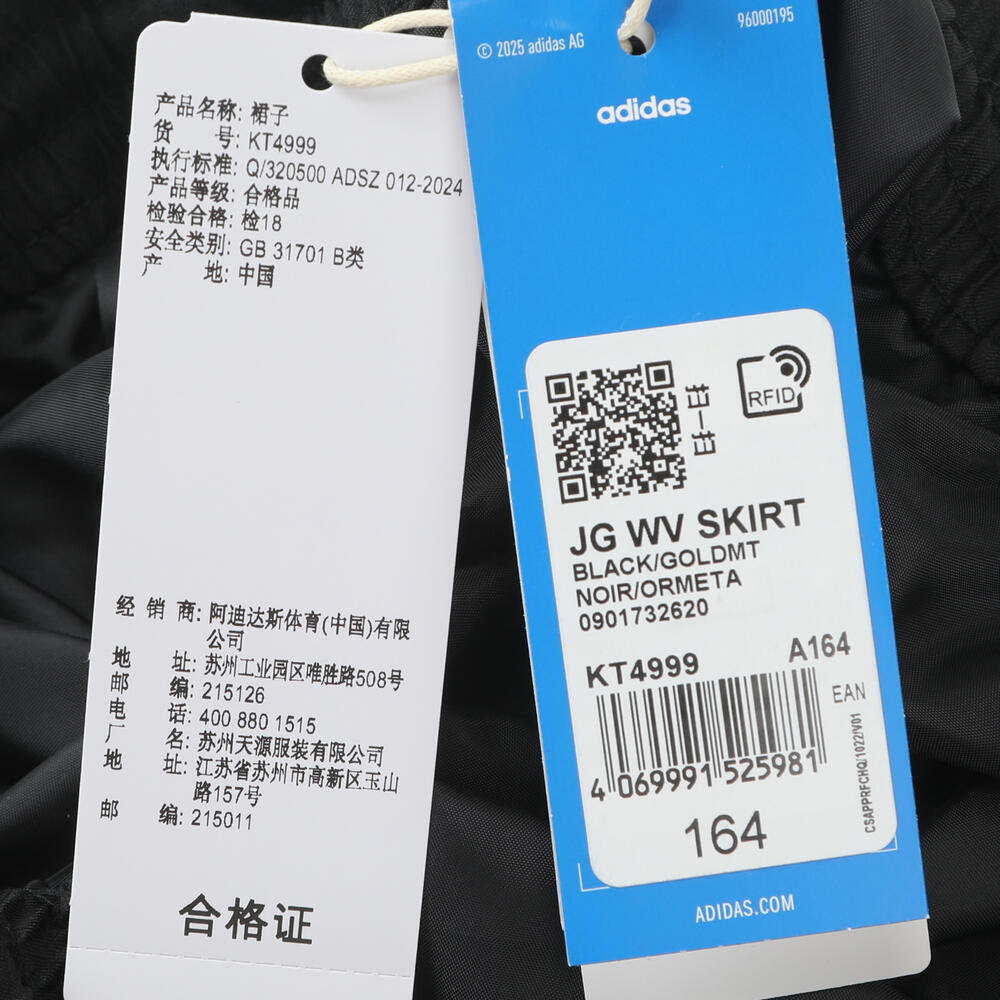 产品名称: 裙子
货 号: KT4999
执行标准: Q/320500 ADSZ 012-2024
产品等级: 合格品
检验合格: 检18
安全类别: GB 31701 B类
产 地: 中国
经 销 商: 阿迪达斯体育(中国)有限
公司
地 址: 苏州工业园区唯胜路508号
邮 编: 215126
电 话: 400 880 1515
厂 名: 苏州天源服装有限公司
地 址: 江苏省苏州市高新区玉山
路157号
邮 编: 215011
合格证
© 2025 adidas AG
96000195
adidas
RFID
JG WV SKIRT
BLACK/GOLDMT
NOIR/ORMETA
0901732620
KT4999
A164
EAN
4 069991 525981
CSAPPRFCHQ/1022/V01
164
ADIDAS.COM